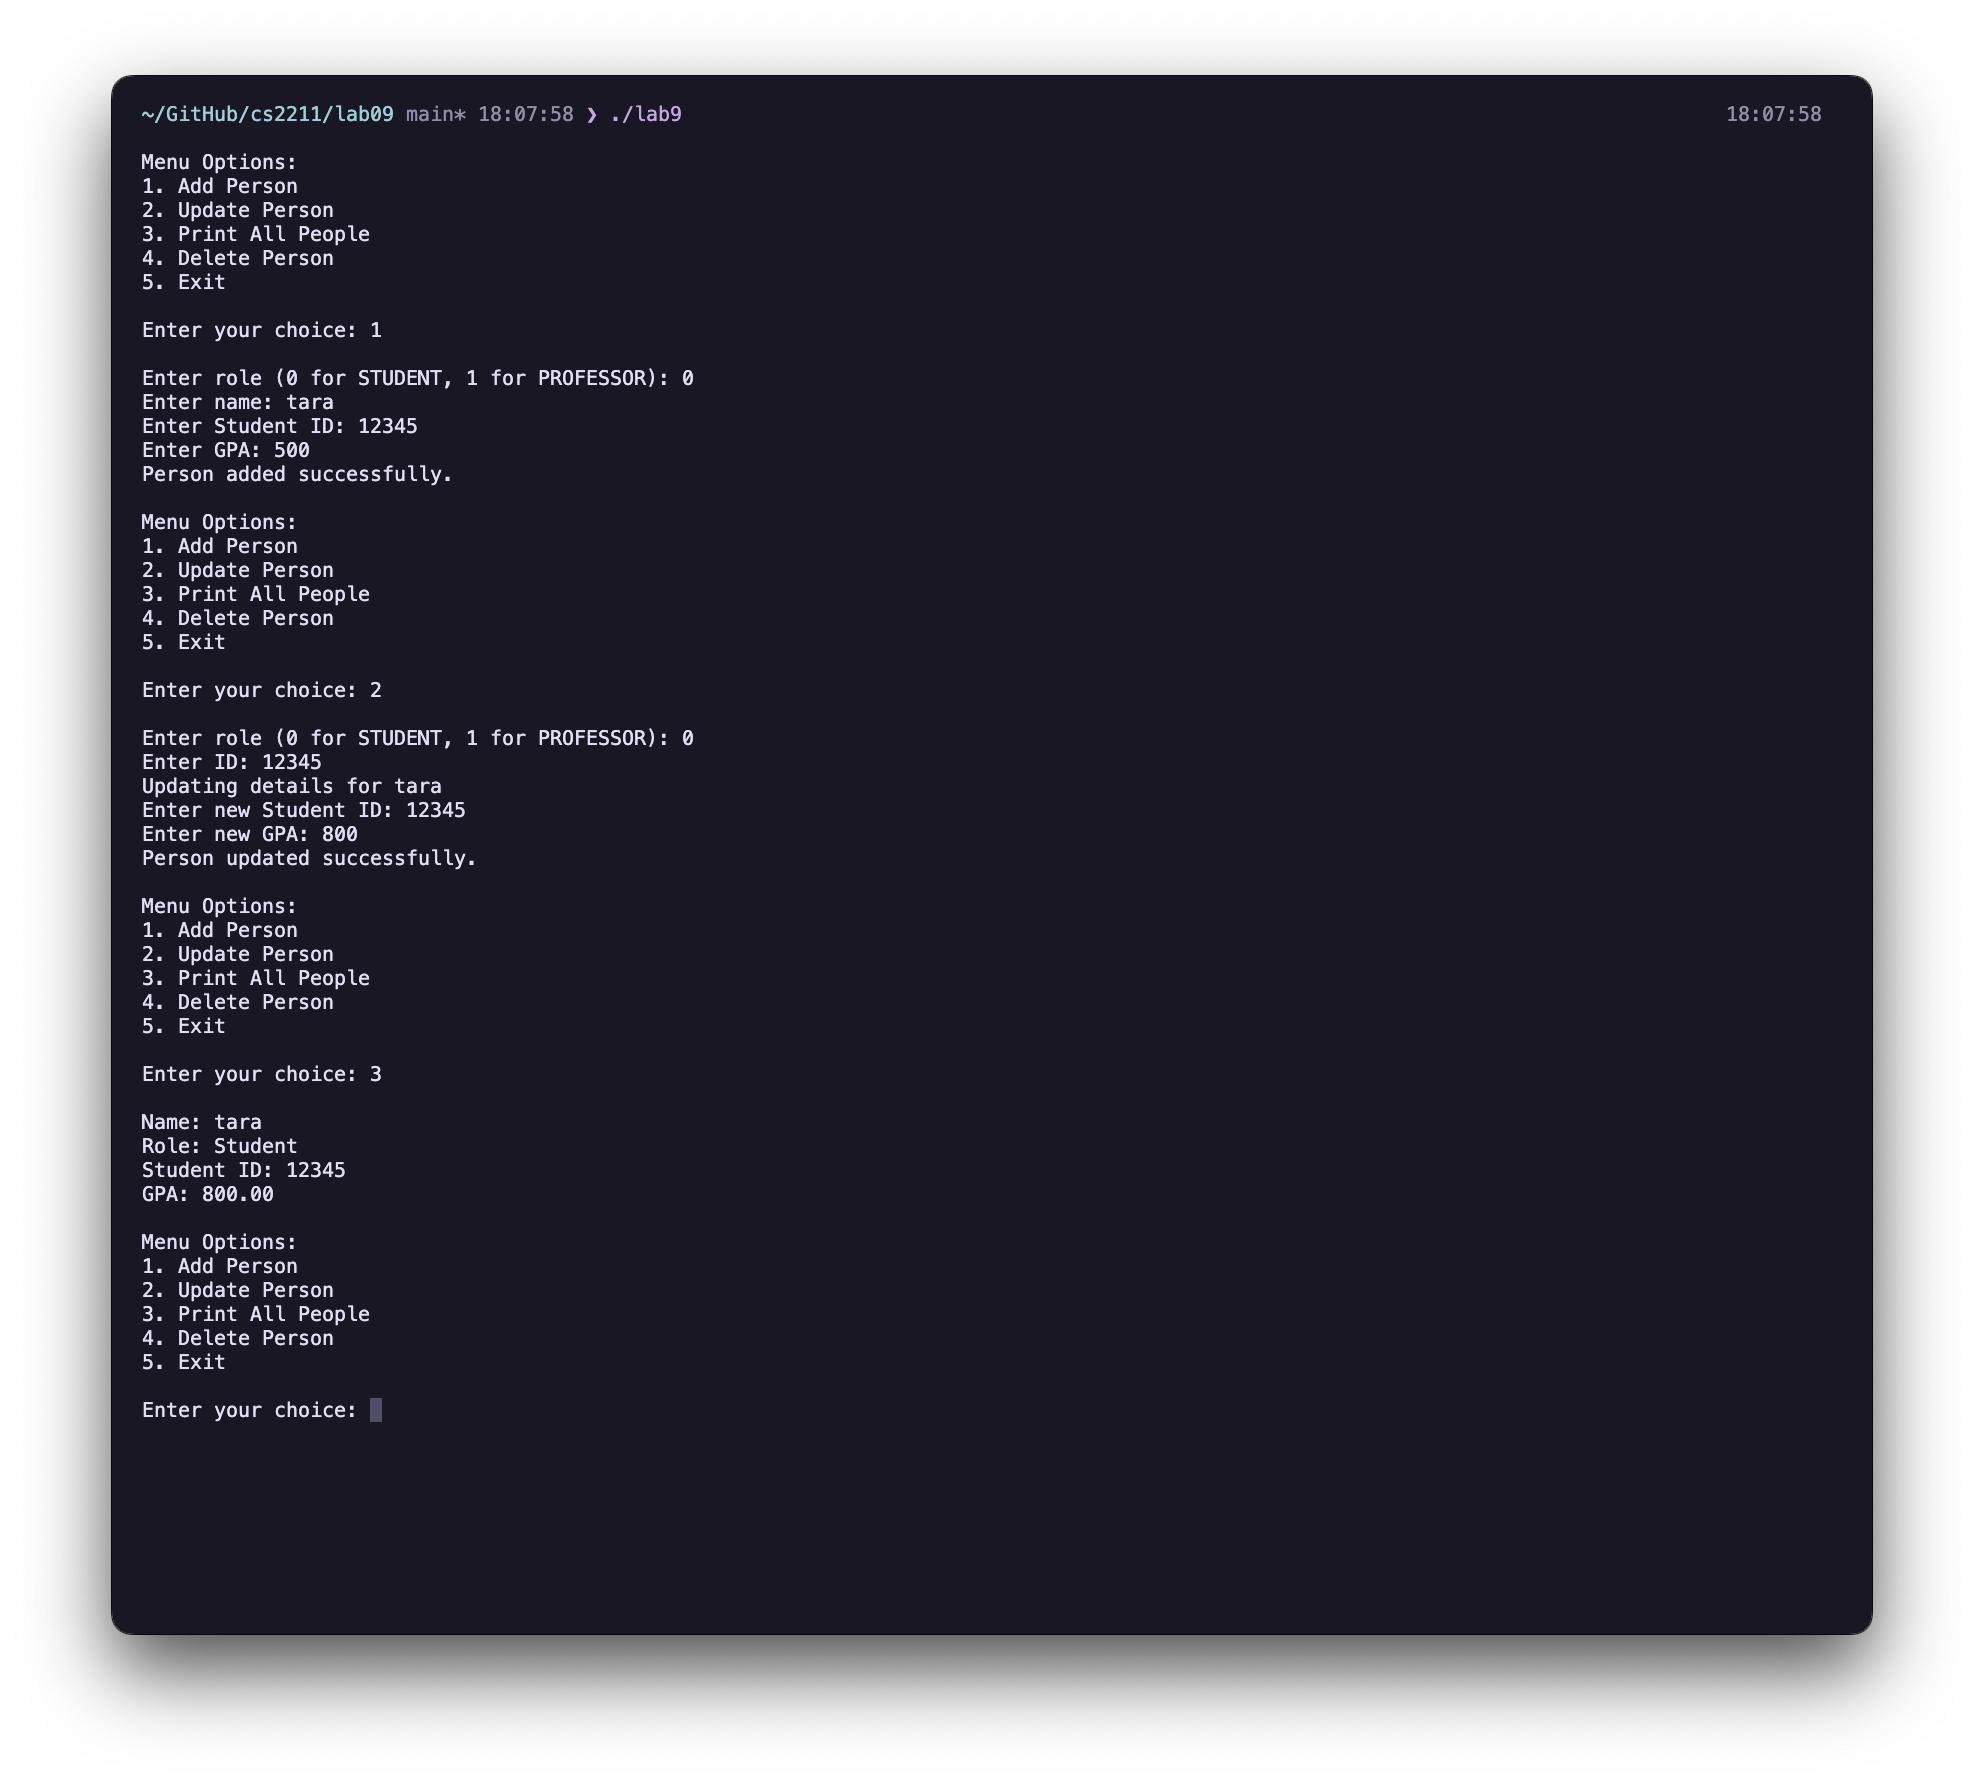 ~/GitHub/cs2211/lab09 main* 18:07:58 ❯ ./lab9 18:07:58
Menu Options:
1. Add Person
2. Update Person
3. Print All People
4. Delete Person
5. Exit
Enter your choice: 1
Enter role (0 for STUDENT, 1 for PROFESSOR): 0
Enter name: tara
Enter Student ID: 12345
Enter GPA: 500
Person added successfully.
Menu Options:
1. Add Person
2. Update Person
3. Print All People
4. Delete Person
5. Exit
Enter your choice: 2
Enter role (0 for STUDENT, 1 for PROFESSOR): 0
Enter ID: 12345
Updating details for tara
Enter new Student ID: 12345
Enter new GPA: 800
Person updated successfully.
Menu Options:
1. Add Person
2. Update Person
3. Print All People
4. Delete Person
5. Exit
Enter your choice: 3
Name: tara
Role: Student
Student ID: 12345
GPA: 800.00
Menu Options:
1. Add Person
2. Update Person
3. Print All People
4. Delete Person
5. Exit
Enter your choice: